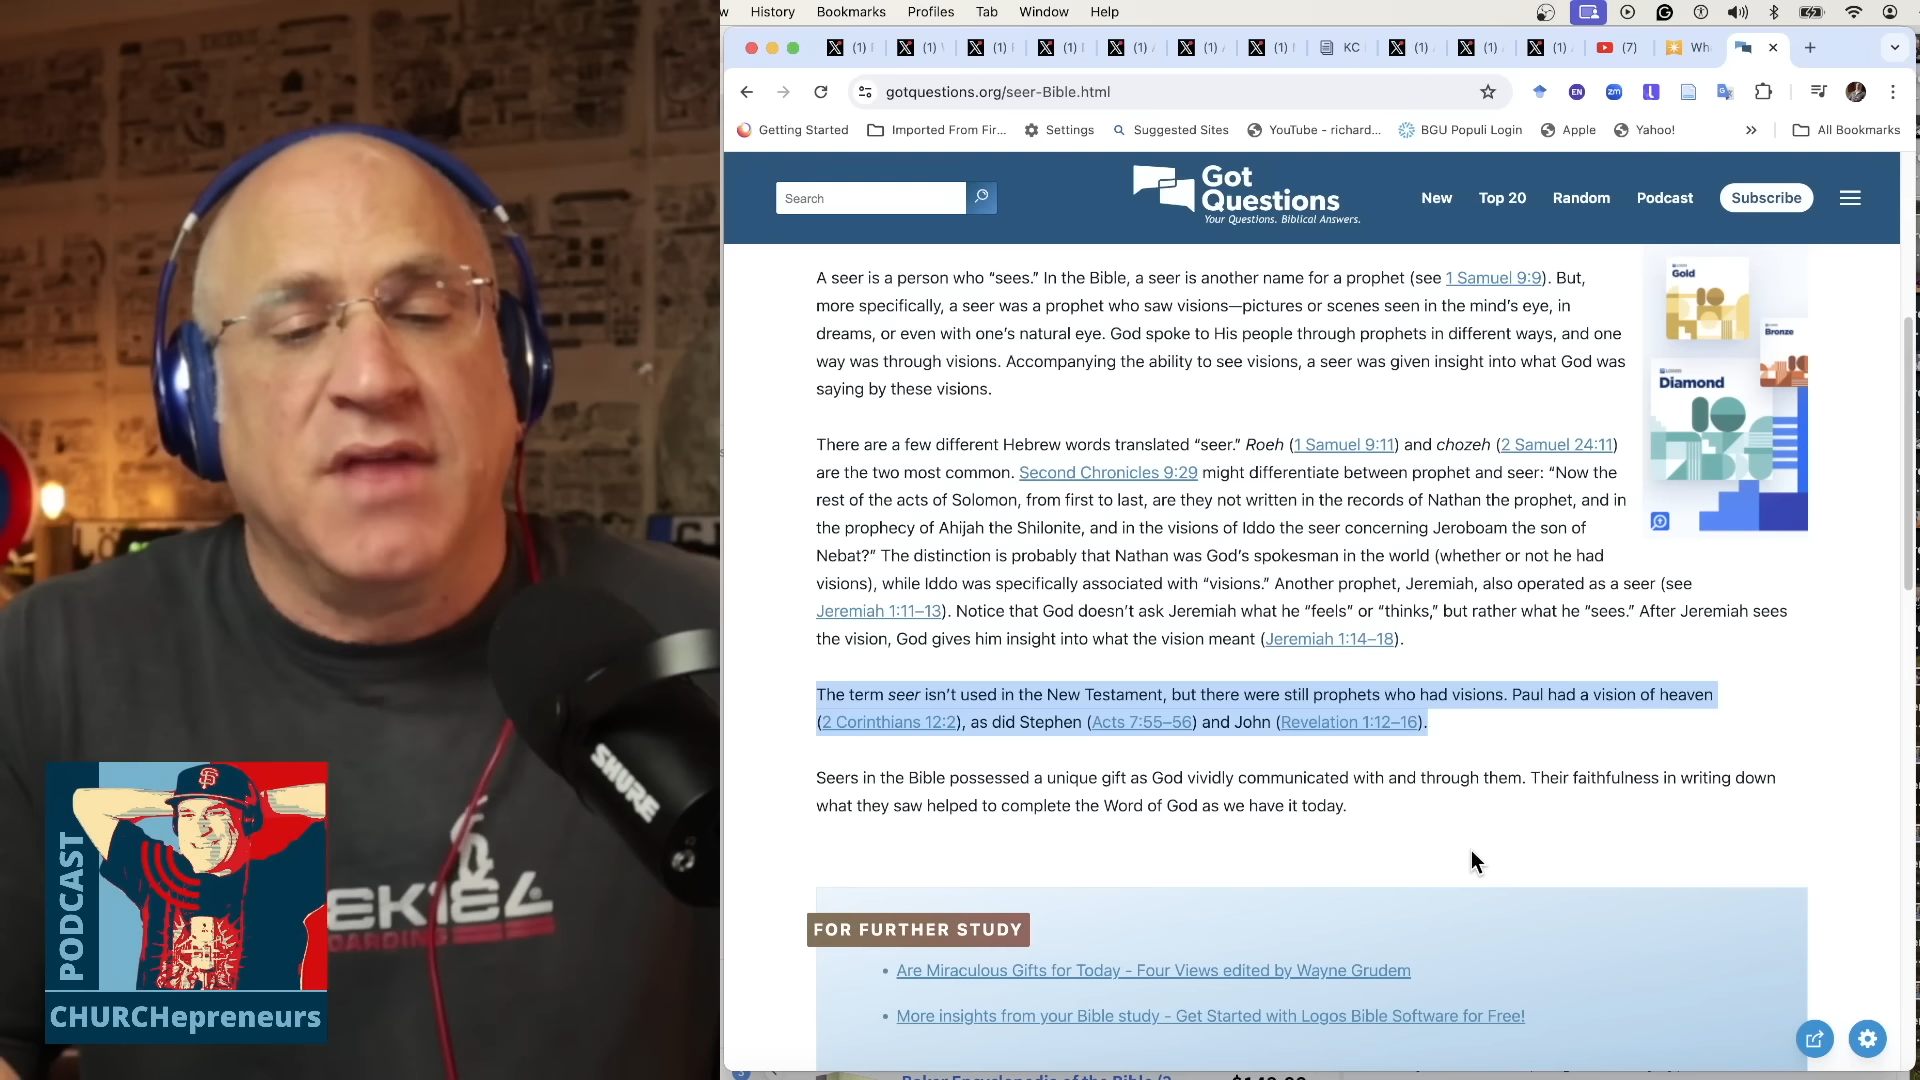 History Bookmarks Profiles Tab Window Help
(1) (1) (1) (1) (1) (1) (1) KC (1) (1) (1) (7) Wh
gotquestions.org/seer-Bible.html
EN zm
Getting Started Imported From Fir... Settings Suggested Sites YouTube - richard... BGU Populi Login Apple Yahoo! » All Bookmarks
Search
Got
Questions
Your Questions. Biblical Answers.
New Top 20 Random Podcast Subscribe
A seer is a person who “sees.” In the Bible, a seer is another name for a prophet (see 1 Samuel 9:9). But,
more specifically, a seer was a prophet who saw visions—pictures or scenes seen in the mind’s eye, in
dreams, or even with one’s natural eye. God spoke to His people through prophets in different ways, and one
way was through visions. Accompanying the ability to see visions, a seer was given insight into what God was
saying by these visions.
Gold
Bronze
Diamond
There are a few different Hebrew words translated “seer.” Roeh (1 Samuel 9:11) and chozeh (2 Samuel 24:11)
are the two most common. Second Chronicles 9:29 might differentiate between prophet and seer: “Now the
rest of the acts of Solomon, from first to last, are they not written in the records of Nathan the prophet, and in
the prophecy of Ahijah the Shilonite, and in the visions of Iddo the seer concerning Jeroboam the son of
Nebat?” The distinction is probably that Nathan was God’s spokesman in the world (whether or not he had
visions), while Iddo was specifically associated with “visions.” Another prophet, Jeremiah, also operated as a seer (see
Jeremiah 1:11–13). Notice that God doesn’t ask Jeremiah what he “feels” or “thinks,” but rather what he “sees.” After Jeremiah sees
the vision, God gives him insight into what the vision meant (Jeremiah 1:14–18).
The term seer isn’t used in the New Testament, but there were still prophets who had visions. Paul had a vision of heaven
(2 Corinthians 12:2), as did Stephen (Acts 7:55–56) and John (Revelation 1:12–16).
Seers in the Bible possessed a unique gift as God vividly communicated with and through them. Their faithfulness in writing down
what they saw helped to complete the Word of God as we have it today.
FOR FURTHER STUDY
• Are Miraculous Gifts for Today - Four Views edited by Wayne Grudem
• More insights from your Bible study - Get Started with Logos Bible Software for Free!
SHURE
EKIEL
OARDING
PODCAST
SF
CHURCHepreneurs